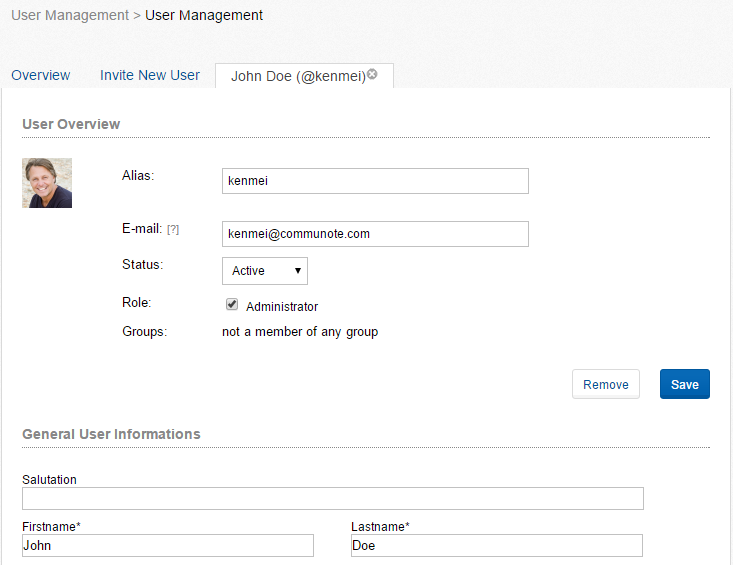 User Management > User Management
Overview Invite New User John Doe (@kenmei)
User Overview
Alias: kenmei
E-mail: [?] kenmei@communote.com
Status: Active
Role: Administrator
Groups: not a member of any group
Remove Save
General User Informations
Salutation
Firstname* Lastname*
John Doe